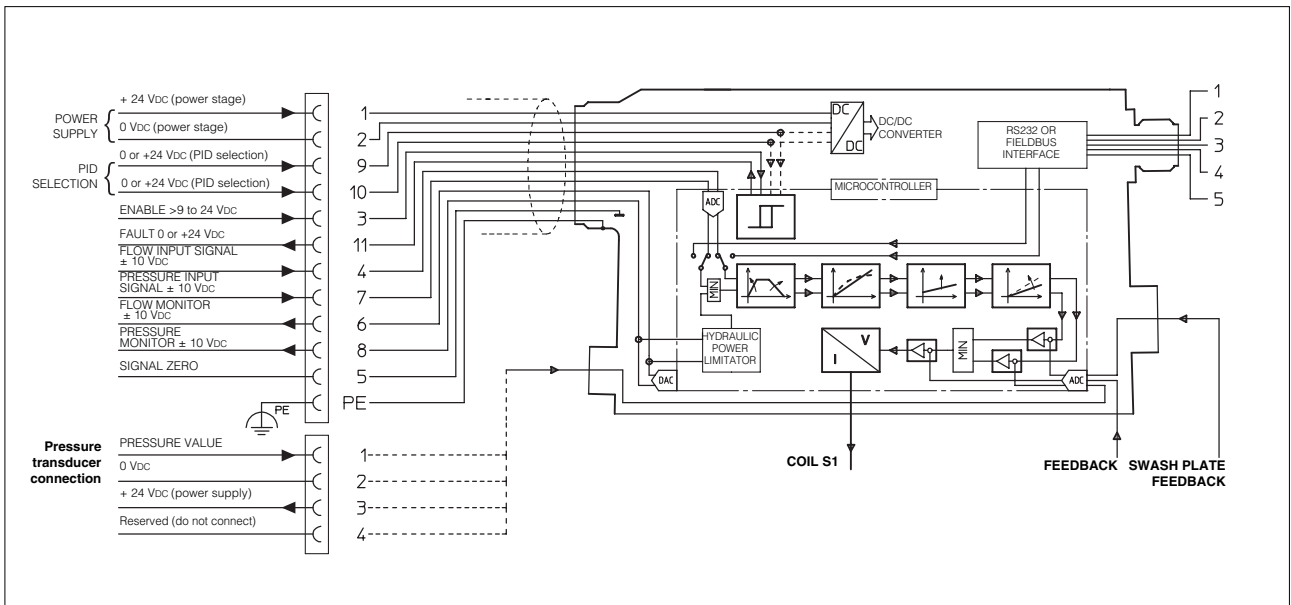 POWER
SUPPLY
+ 24 VDC (power stage)
1
0 VDC (power stage)
2
PID
SELECTION
0 or +24 VDC (PID selection)
9
0 or +24 VDC (PID selection)
10
ENABLE >9 to 24 VDC
3
FAULT 0 or +24 VDC
11
FLOW INPUT SIGNAL
± 10 VDC
4
PRESSURE INPUT
SIGNAL ± 10 VDC
7
FLOW MONITOR
± 10 VDC
6
PRESSURE
MONITOR ± 10 VDC
8
SIGNAL ZERO
5
PE
PE
Pressure
transducer
connection
PRESSURE VALUE
1
0 VDC
2
+ 24 VDC (power supply)
3
Reserved (do not connect)
4
DC
DC
DC/DC
CONVERTER
RS232 OR
FIELDBUS
INTERFACE
1
2
3
4
5
MICROCONTROLLER
ADC
MIN
HYDRAULIC
POWER
LIMITATOR
V
I
MIN
DAC
ADC
COIL S1
FEEDBACK
SWASH PLATE
FEEDBACK